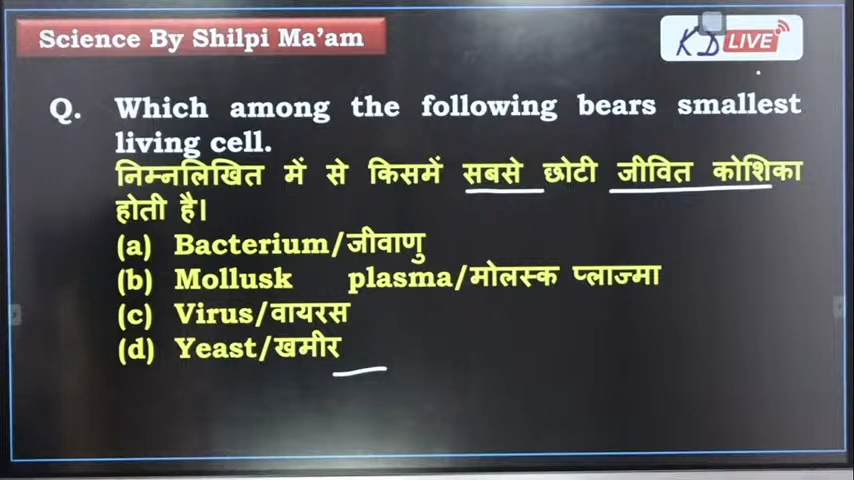 Science By Shilpi Ma'am
KD LIVE
Q. Which among the following bears smallest
living cell.
निम्नलिखित में से किसमें सबसे छोटी जीवित कोशिका
होती है।
(a) Bacterium/जीवाणु
(b) Mollusk plasma/मोलस्क प्लाज्मा
(c) Virus/वायरस
(d) Yeast/खमीर